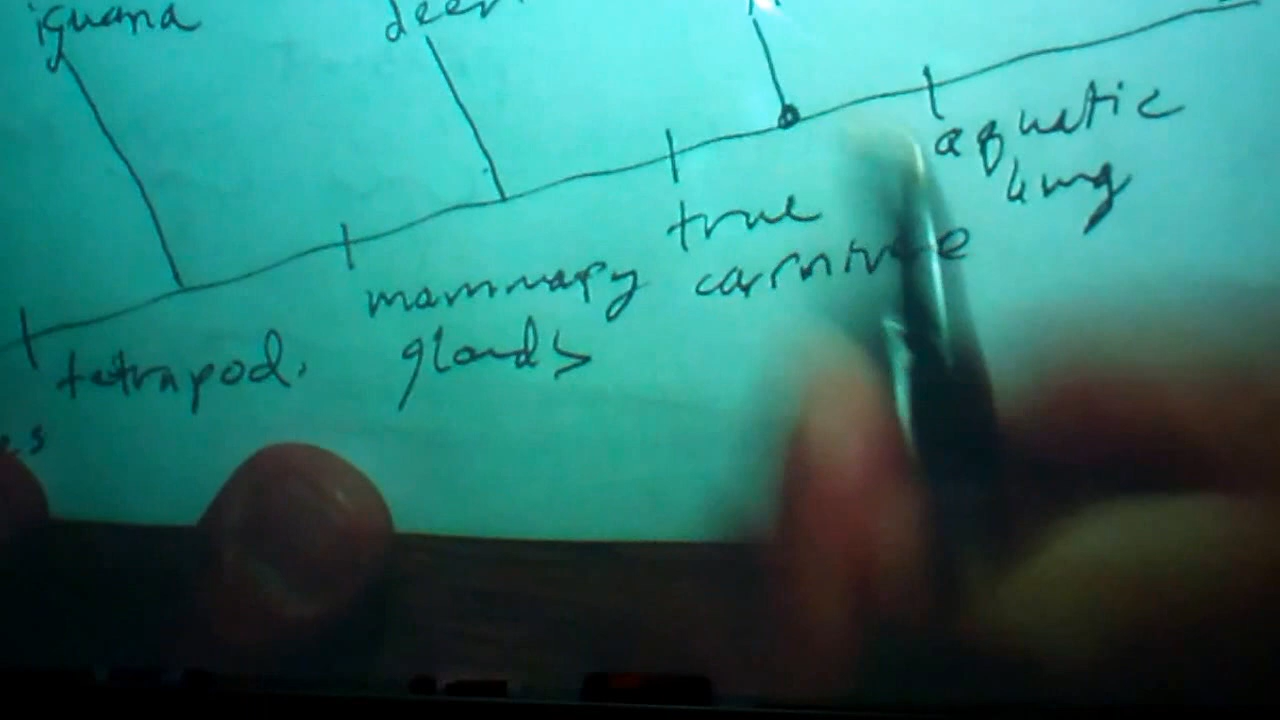 iguana
deer
aquatic
lung
true
carnivore
mammary
glands
tetrapod.